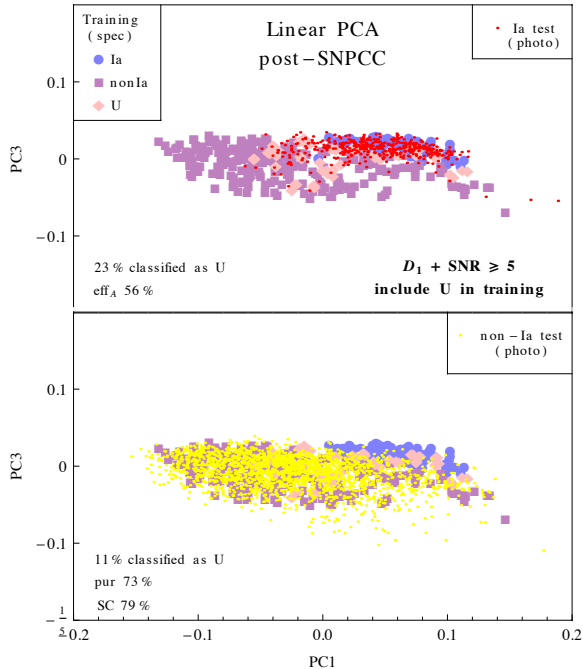 Training
( spec)
Ia
nonIa
U
Linear PCA
post−SNPCC
Ia test
( photo)
0.1
0
−0.1
PC3
23 % classified as U
eff_A 56 %
D_1 + SNR ⩾ 5
include U in training
non −Ia test
( photo)
0.1
0
−0.1
−1/5
PC3
11% classified as U
pur 73 %
SC 79 %
0.2
−0.1
0.0
0.1
0.2
PC1